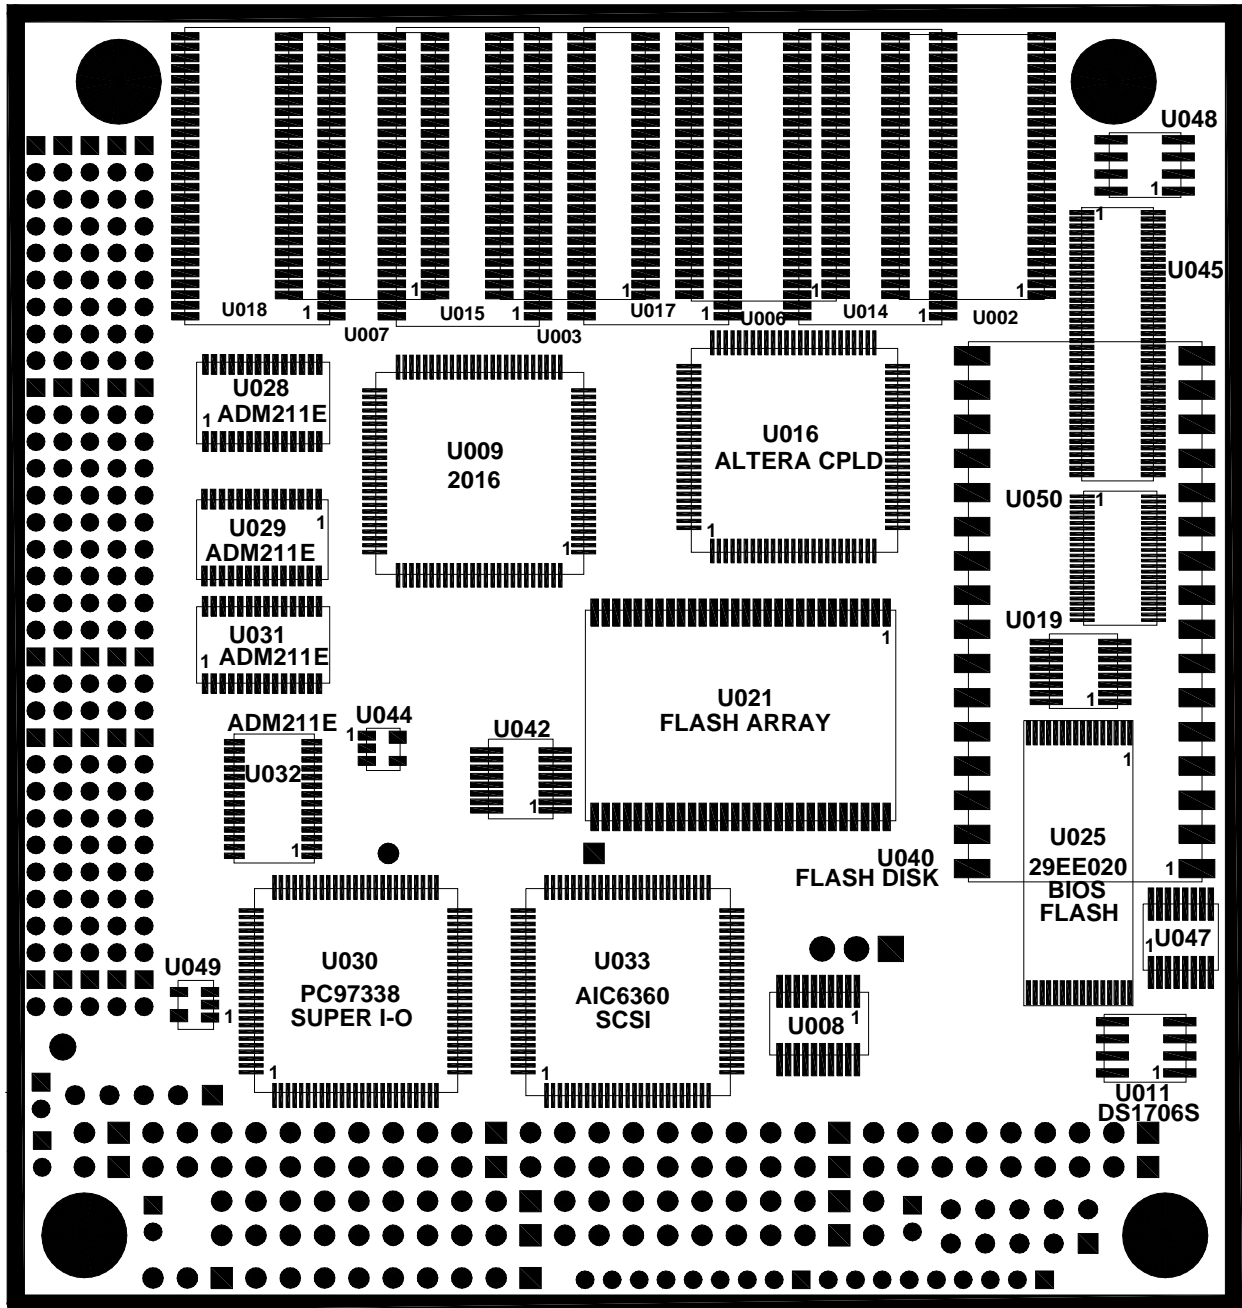 U048
1
1
U045
1
1
1
1
1
1
1
1
U018
U015
U017
U014
U002
U007
U003
U006
U028
1
ADM211E
U009
2016
1
U016
ALTERA CPLD
1
U050
1
U029
1
ADM211E
U031
1
ADM211E
U019
1
1
U021
FLASH ARRAY
ADM211E
U044
1
U042
1
U032
1
1
U025
29EE020
BIOS
FLASH
U040
FLASH DISK
1
U047
1
U049
1
U030
PC97338
SUPER I-O
1
U033
AIC6360
SCSI
1
U008
1
1
U011
DS1706S